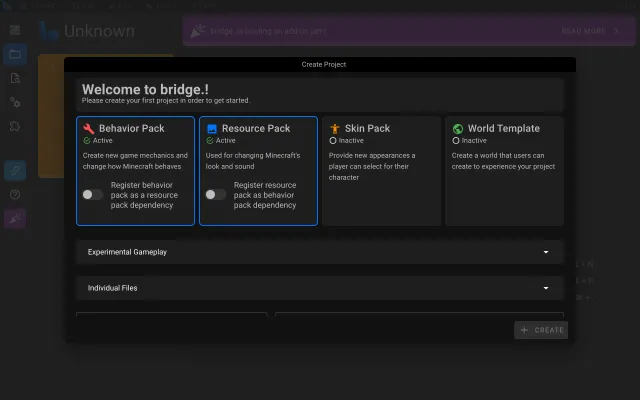 Unknown
bridge. is hosting an add-on jam!
READ MORE
Create Project
Welcome to bridge.!
Please create your first project in order to get started.
Behavior Pack
Active
Create new game mechanics and
change how Minecraft behaves
Register behavior
pack as a resource
pack dependency
Resource Pack
Active
Used for changing Minecraft's
look and sound
Register resource
pack as behavior
pack dependency
Skin Pack
Inactive
Provide new appearances a
player can select for their
character
World Template
Inactive
Create a world that users can
create to experience your project
Experimental Gameplay
Individual Files
CREATE